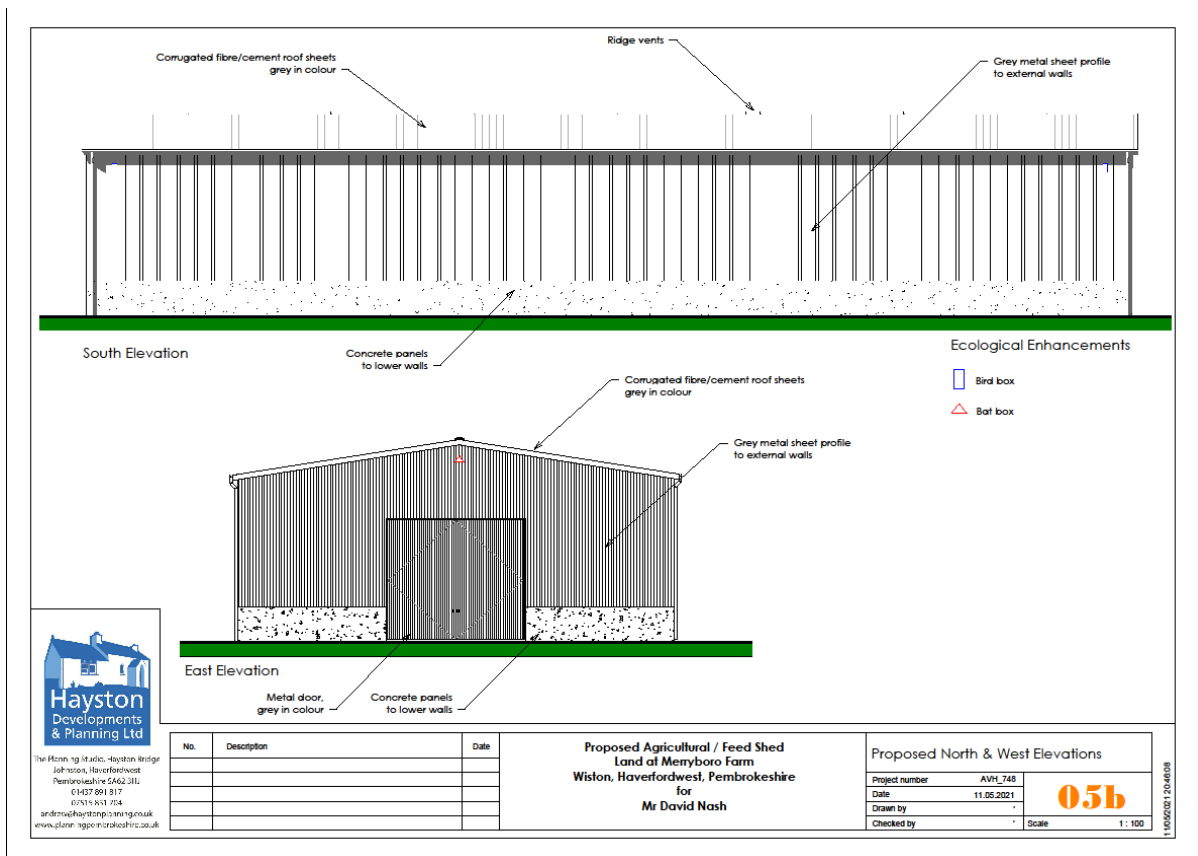 Ridge vents
Corrugated fibre/cement roof sheets
grey in colour
Grey metal sheet profile
to external walls
South Elevation
Concrete panels
to lower walls
Ecological Enhancements
Bird box
Bat box
Corrugated fibre/cement roof sheets
grey in colour
Grey metal sheet profile
to external walls
East Elevation
Metal door,
grey in colour
Concrete panels
to lower walls
Hayston
Developments
& Planning Ltd
The Planning Studio, Hayston Bridge
Johnston, Haverfordwest
Pembrokeshire SA62 3HJ
01437 891 817
andrew@haystonplanning.co.uk
www.planningpembrokeshire.co.uk
No. Description Date
Proposed Agricultural / Feed Shed
Land at Merryboro Farm
Wiston, Haverfordwest, Pembrokeshire
for
Mr David Nash
Proposed North & West Elevations
Project number AVH_748
Date 11.05.2021
Drawn by
Checked by
05b
Scale 1 : 100
11/05/2021 20:46:08